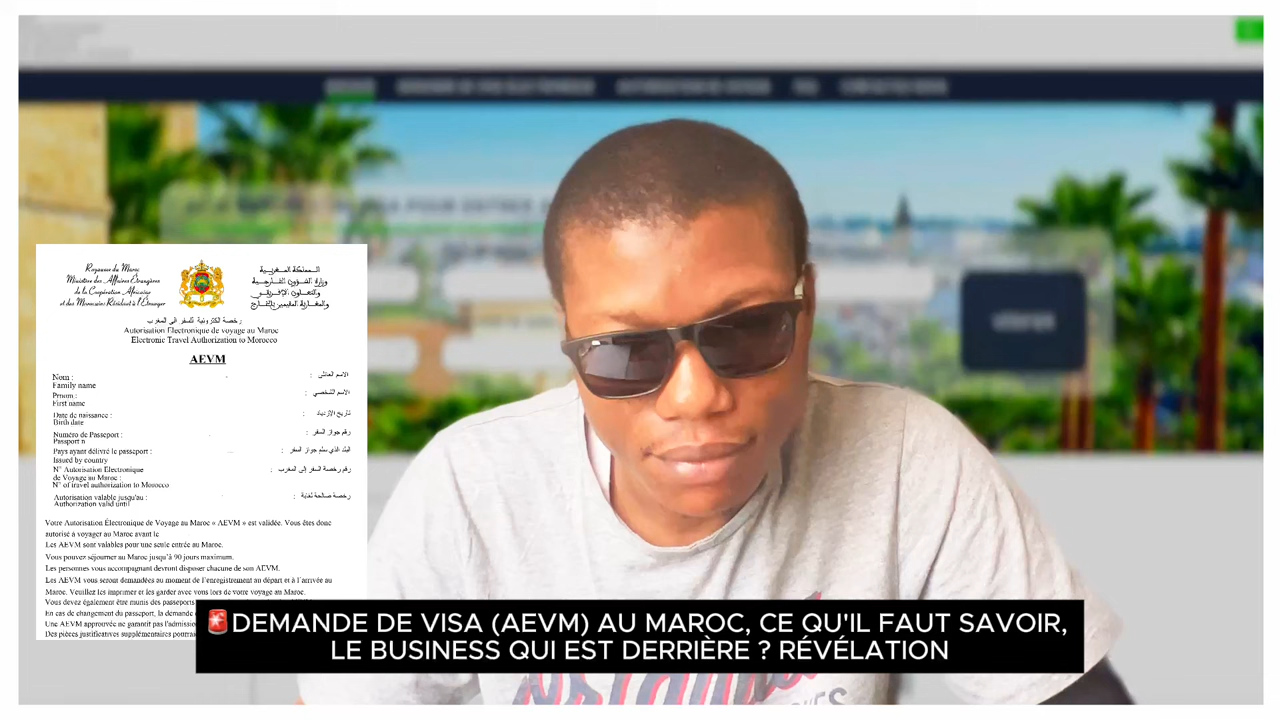 Royaume du Maroc
Ministère des Affaires Étrangères
de la Coopération Africaine
et des Marocains Résidant à l'Étranger
المملكة المغربية
وزارة الشؤون الخارجية
والتعاون الإفريقي
والمغاربة المقيمين بالخارج
رخصة الكترونية للسفر الى المغرب
Autorisation Électronique de voyage au Maroc
Electronic Travel Authorization to Morocco
AEVM
Nom :
الاسم العائلي :
Family name
Prénom :
الاسم الشخصي :
First name
Date de naissance :
تاريخ الازدياد :
Birth date
Numéro de Passeport :
رقم جواز السفر :
Passport n
Pays ayant délivré le passeport :
البلد الذي سلم جواز السفر :
Issued by country
N° Autorisation Électronique
رقم رخصة السفر إلى المغرب :
de Voyage au Maroc :
N° of travel authorization to Morocco
Autorisation valable jusqu'au :
رخصة صالحة لغاية :
Authorization valid until
Votre Autorisation Électronique de Voyage au Maroc « AEVM » est validée. Vous êtes donc
autorisé à voyager au Maroc avant le
Les AEVM sont valables pour une seule entrée au Maroc.
Vous pouvez séjourner au Maroc jusqu'à 90 jours maximum.
Les personnes vous accompagnant devront disposer chacune de son AEVM.
Les AEVM vous seront demandées au moment de l'enregistrement au départ et à l'arrivée au
Maroc. Veuillez les imprimer et les garder avec vous lors de votre voyage au Maroc.
Vous devez également être munis des passeports
En cas de changement du passeport, la demande
Une AEVM approuvée ne garantit pas l'admission
Des pièces justificatives supplémentaires
🚨DEMANDE DE VISA (AEVM) AU MAROC, CE QU'IL FAUT SAVOIR,
LE BUSINESS QUI EST DERRIÈRE ? RÉVÉLATION